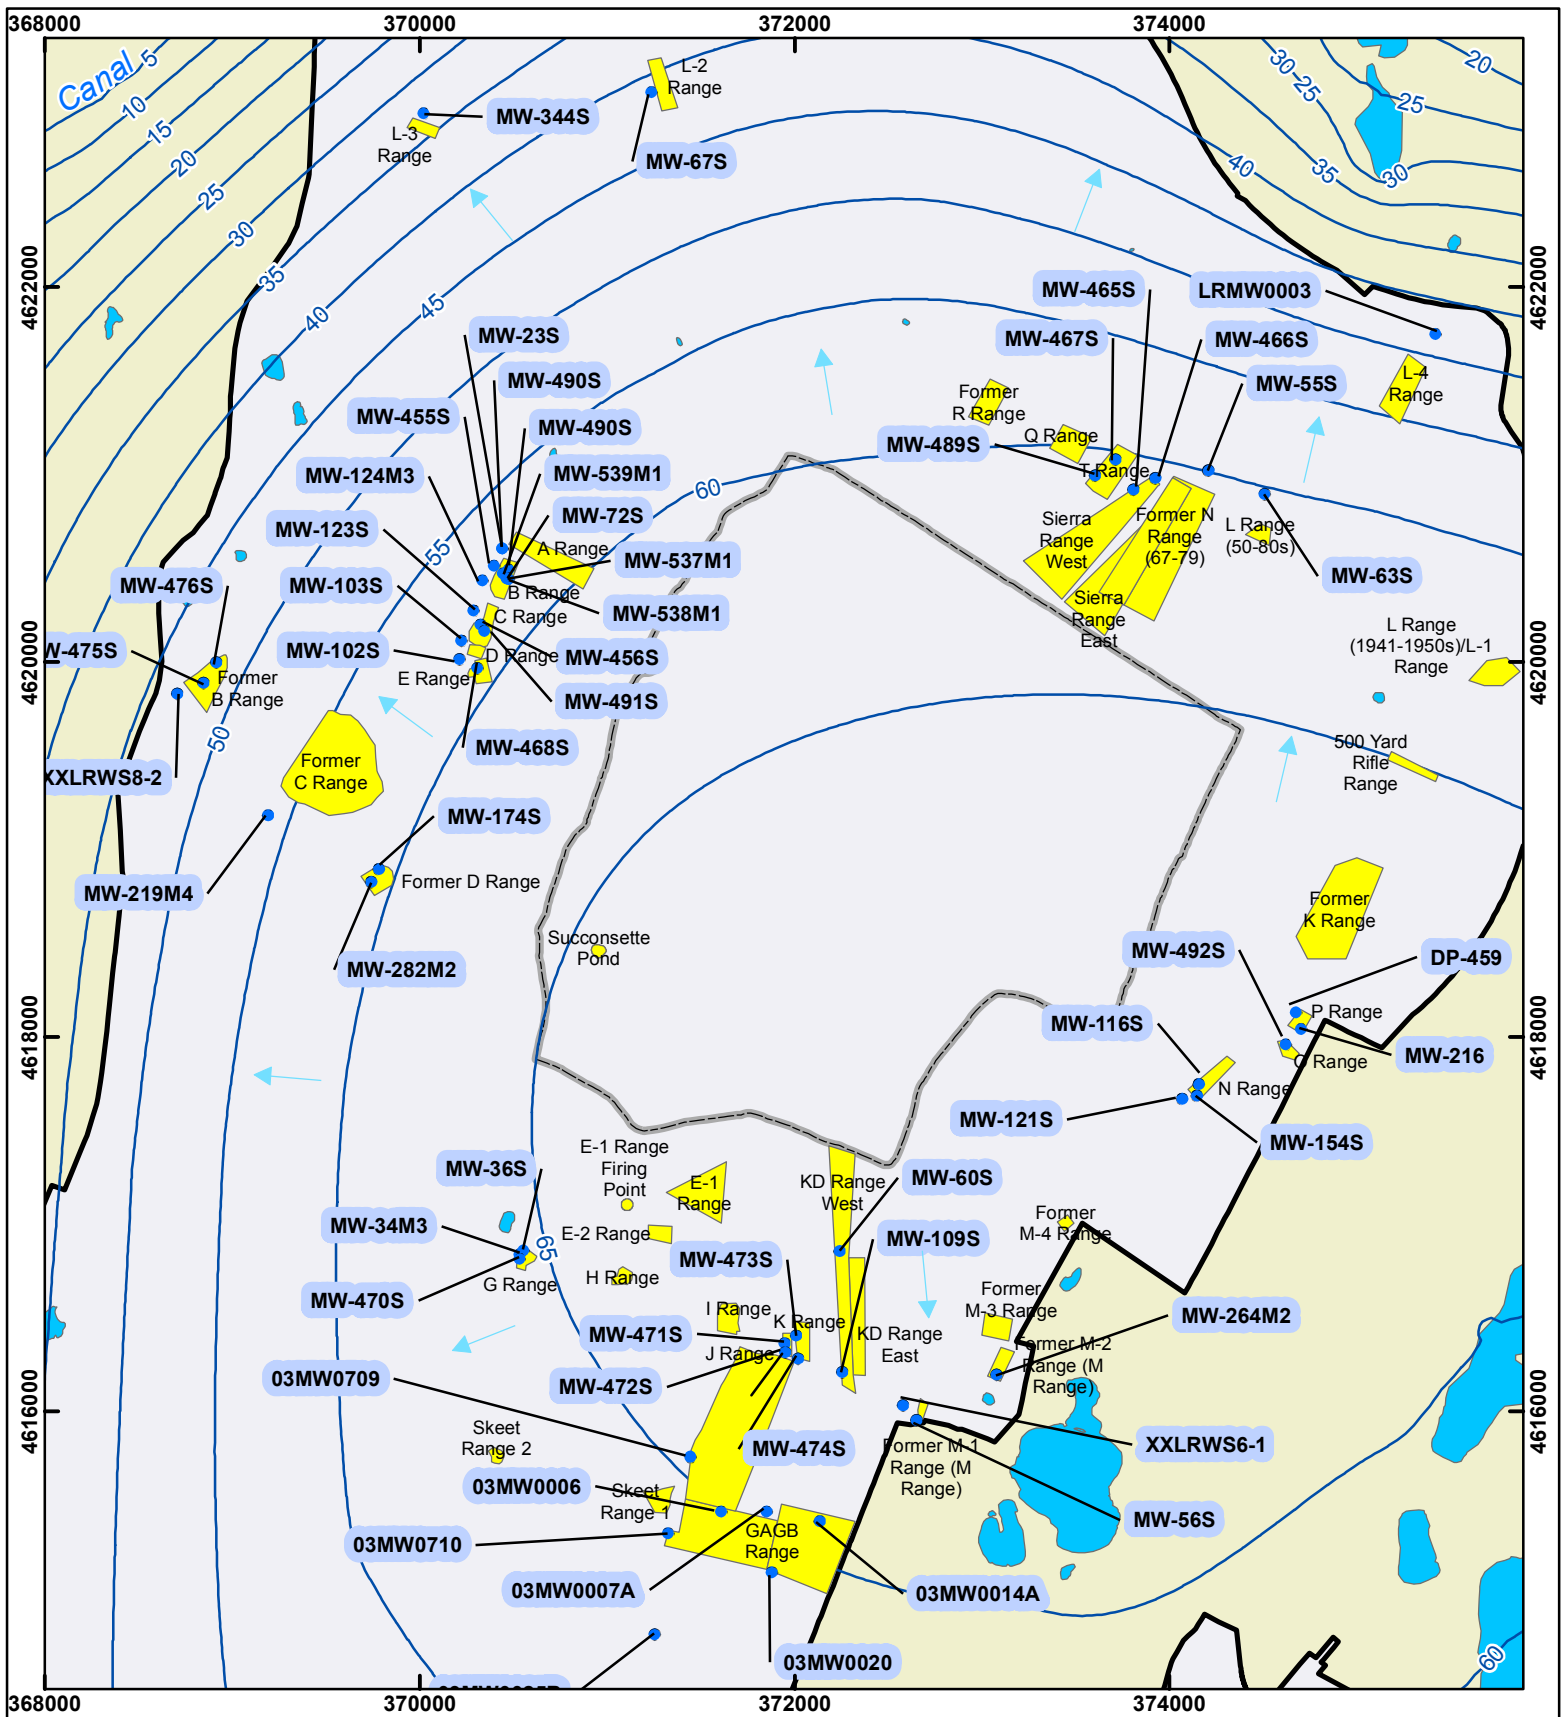 368000
370000
372000
374000
Canal
5
10
15
20
25
30
35
40
45
50
55
60
65
30
25
20
25
30
35
40
60
L-2
Range
MW-344S
L-3
Range
MW-67S
4622000
4622000
MW-465S
LRMW0003
MW-23S
MW-467S
MW-466S
MW-490S
MW-55S
L-4
Range
MW-455S
Former
R Range
MW-490S
MW-489S
Q Range
MW-124M3
MW-539M1
T-Range
MW-72S
MW-123S
Sierra
Range
West
Former N
Range
(67-79)
L Range
(50-80s)
A Range
MW-537M1
MW-63S
MW-476S
MW-103S
B Range
MW-538M1
C Range
Sierra
Range
East
L Range
(1941-1950s)/L-1
Range
4620000
4620000
W-475S
MW-102S
D Range
MW-456S
E Range
Former
B Range
MW-491S
MW-468S
500 Yard
Rifle
Range
Former
C Range
XXLRWS8-2
MW-174S
MW-219M4
Former D Range
Former
K Range
Succonsette
Pond
MW-492S
DP-459
MW-282M2
P Range
MW-116S
4618000
4618000
MW-216
O Range
N Range
MW-121S
MW-154S
E-1 Range
Firing
Point
MW-36S
E-1
Range
KD Range
West
MW-60S
MW-34M3
E-2 Range
Former
M-4 Range
MW-109S
MW-473S
G Range
H Range
MW-470S
Former
M-3 Range
I Range
K Range
MW-264M2
MW-471S
J Range
KD Range
East
Former M-2
Range (M
Range)
03MW0709
MW-472S
4616000
4616000
Skeet
Range 2
MW-474S
Former M-1
Range (M
Range)
XXLRWS6-1
03MW0006
Skeet
Range 1
MW-56S
GAGB
Range
03MW0710
03MW0007A
03MW0014A
03MW0020
368000
370000
372000
374000